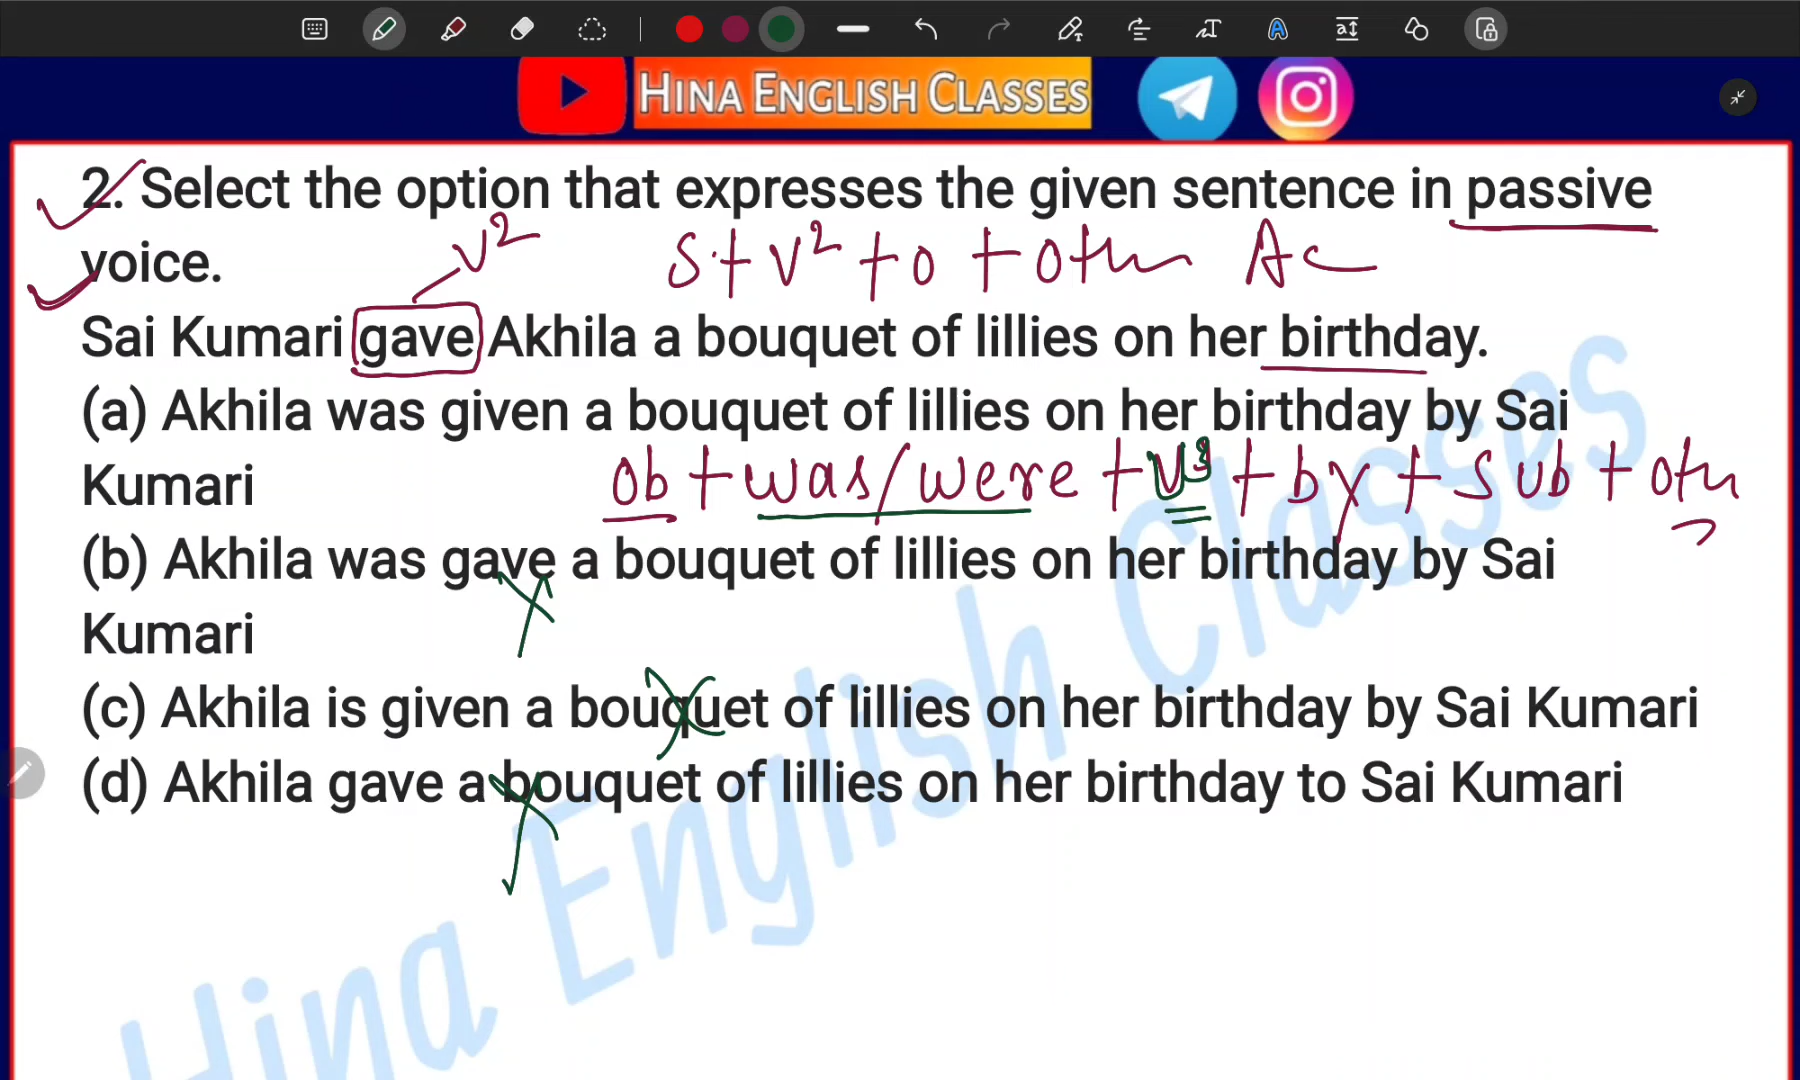 HINA ENGLISH CLASSES
2. Select the option that expresses the given sentence in passive
voice.
V² S + V² + O + Oth Ac
Sai Kumari gave Akhila a bouquet of lillies on her birthday.
(a) Akhila was given a bouquet of lillies on her birthday by Sai
Kumari
Ob + was/were + V3 + by + Sub + Oth
(b) Akhila was gave a bouquet of lillies on her birthday by Sai
Kumari
(c) Akhila is given a bouquet of lillies on her birthday by Sai Kumari
(d) Akhila gave a bouquet of lillies on her birthday to Sai Kumari
Hina English Classes